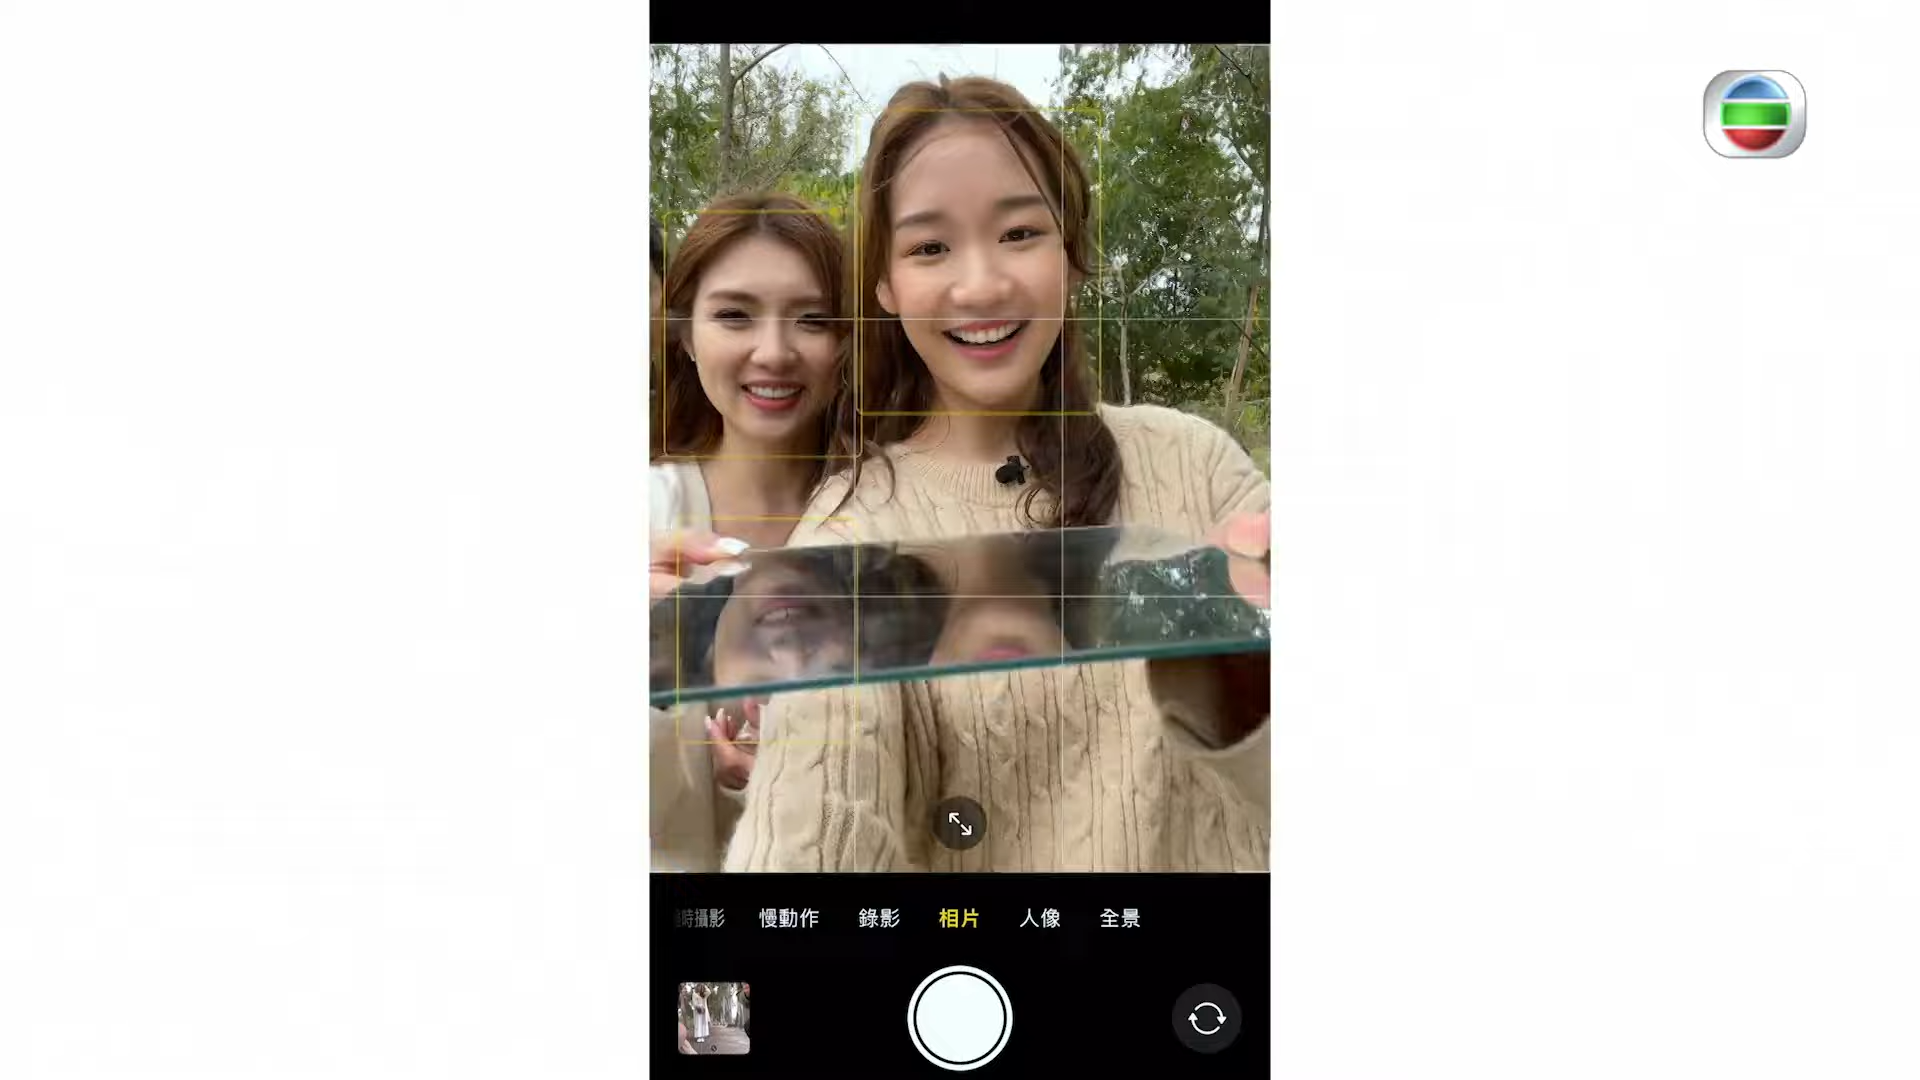 時攝影 慢動作 錄影 相片 人像 全景